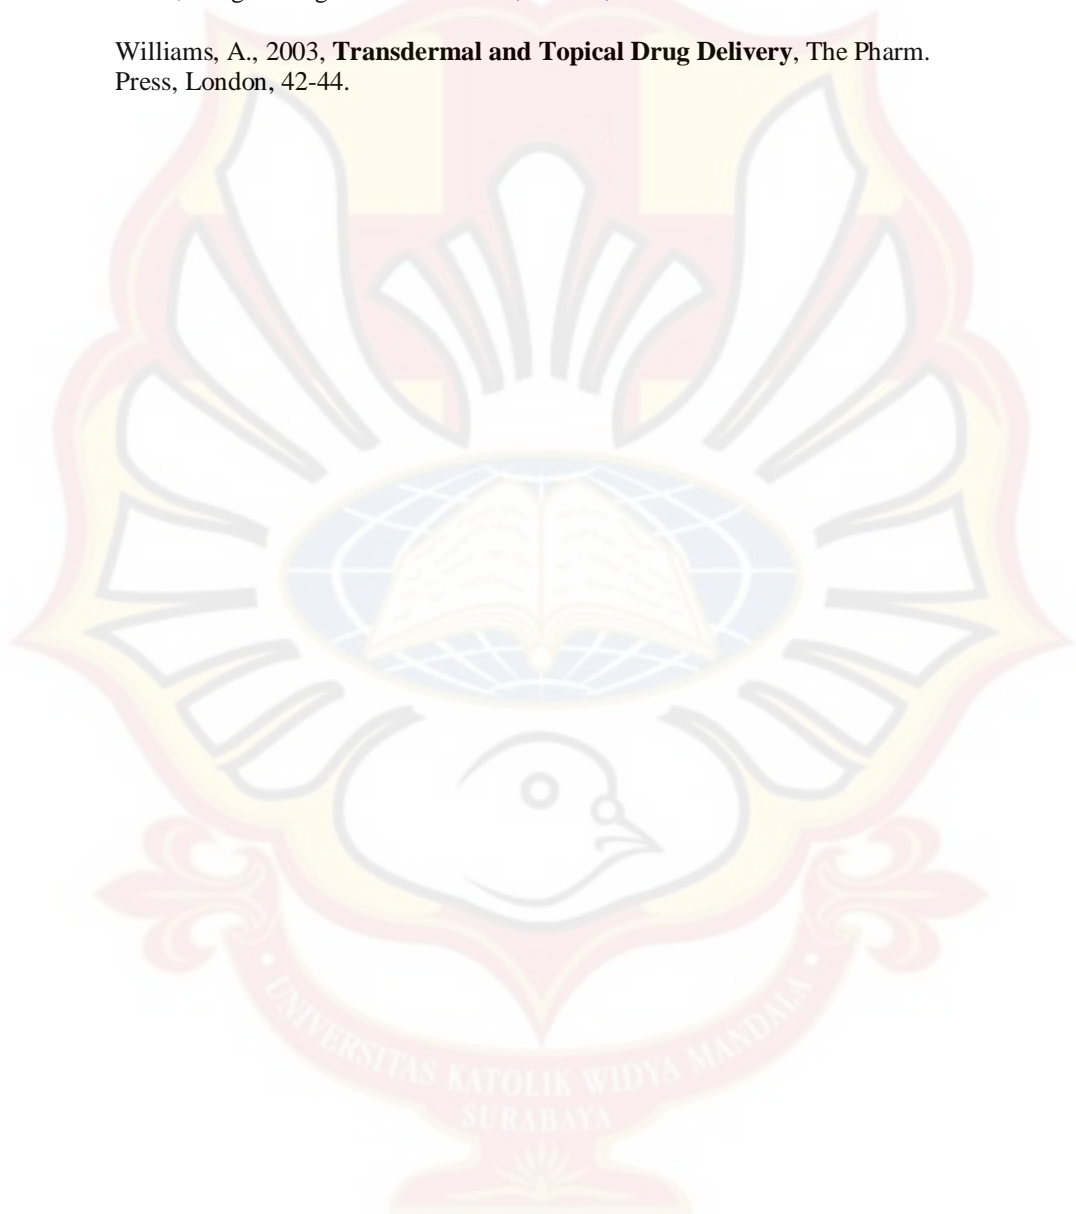 Williams, A., 2003, Transdermal and Topical Drug Delivery, The Pharm.
Press, London, 42-44.
UNIVERSITAS KATOLIK WIDYA MANDALA
SURABAYA